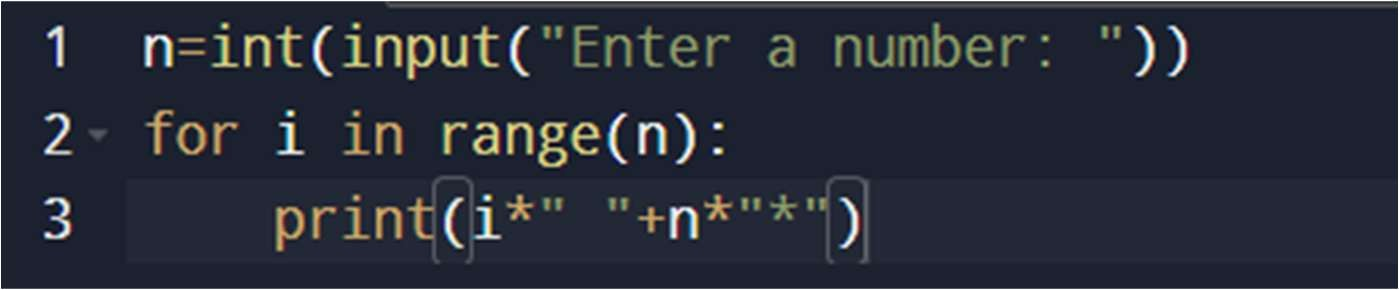 1 n=int(input("Enter a number: "))
2 for i in range(n):
3     print(i*" "+n*"*")